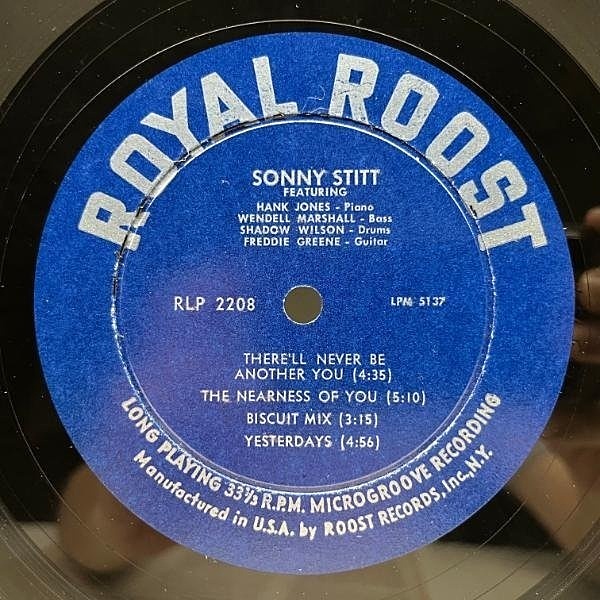 ROYAL ROOST
SONNY STITT
FEATURING
HANK JONES - Piano
WENDELL MARSHALL - Bass
SHADOW WILSON - Drums
FREDDIE GREENE - Guitar
RLP 2208
LPM 5137
THERE'LL NEVER BE
ANOTHER YOU (4:35)
THE NEARNESS OF YOU (5:10)
BISCUIT MIX (3:15)
YESTERDAYS (4:56)
LONG PLAYING 33⅓ R.P.M. MICROGROOVE RECORDING
Manufactured in U.S.A. by ROOST RECORDS, Inc., N.Y.